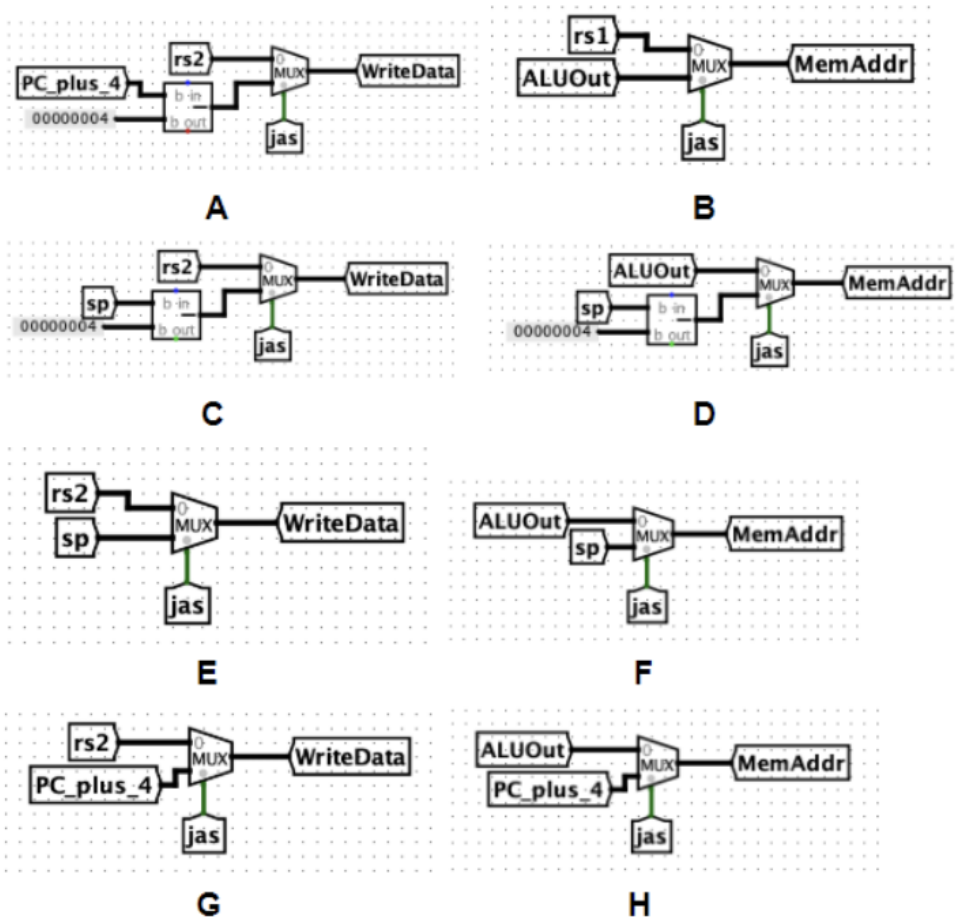 rs2
PC_plus_4
00000004
b in
b out
0
MUX
jas
WriteData
A
rs1
ALUOut
0
MUX
jas
MemAddr
B
rs2
sp
00000004
b in
b out
0
MUX
jas
WriteData
C
ALUOut
sp
00000004
b in
b out
0
MUX
jas
MemAddr
D
rs2
sp
0
MUX
jas
WriteData
E
ALUOut
sp
0
MUX
jas
MemAddr
F
rs2
PC_plus_4
0
MUX
jas
WriteData
G
ALUOut
PC_plus_4
0
MUX
jas
MemAddr
H